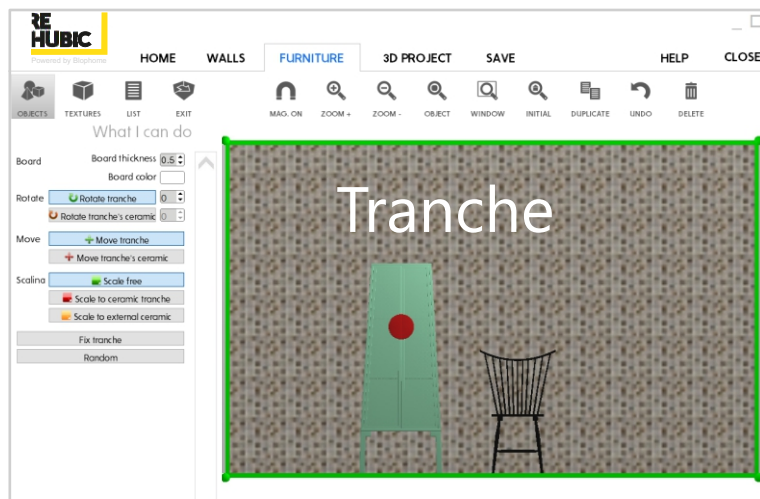 RE
HUBIC
Powered by Biophome
HOME WALLS FURNITURE 3D PROJECT SAVE HELP CLOSE
OBJECTS TEXTURES LIST EXIT MAG. ON ZOOM + ZOOM - OBJECT WINDOW INITIAL DUPLICATE UNDO DELETE
What I can do
Board Board thickness 0.5
Board color
Rotate Rotate tranche 0
Rotate tranche's ceramic 0
Move Move tranche
Move tranche's ceramic
Scaling Scale free
Scale to ceramic tranche
Scale to external ceramic
Fix tranche
Random
Tranche